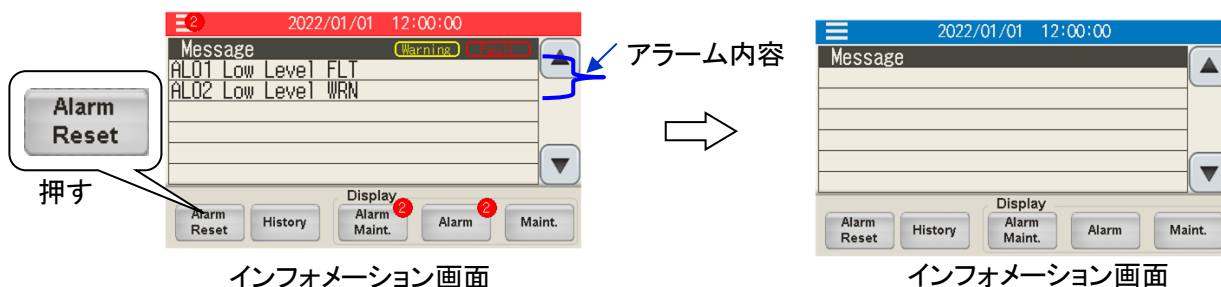 2
2022/01/01 12:00:00
Message
Warning
AL01 Low Level FLT
AL02 Low Level WRN
アラーム内容
Alarm
Reset
押す
Alarm
Reset
History
Display
Alarm
Maint.
2
Alarm
2
Maint.
インフォメーション画面
2022/01/01 12:00:00
Message
Alarm
Reset
History
Display
Alarm
Maint.
Alarm
Maint.
インフォメーション画面